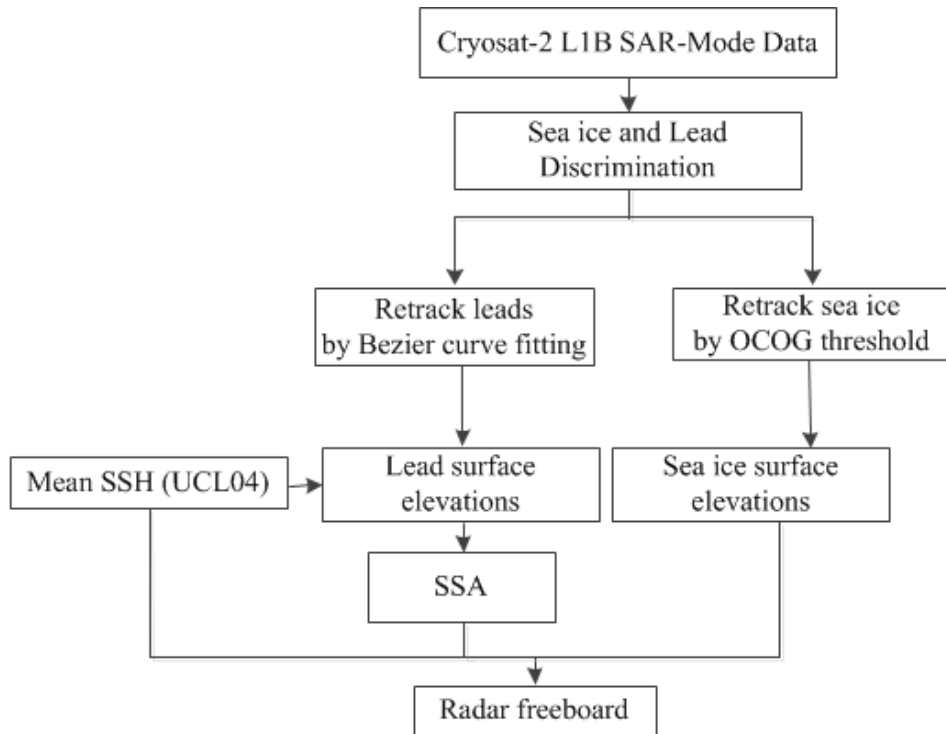 Cryosat-2 L1B SAR-Mode Data
Sea ice and Lead
Discrimination
Retrack leads
by Bezier curve fitting
Retrack sea ice
by OCOG threshold
Mean SSH (UCL04)
Lead surface
elevations
Sea ice surface
elevations
SSA
Radar freeboard